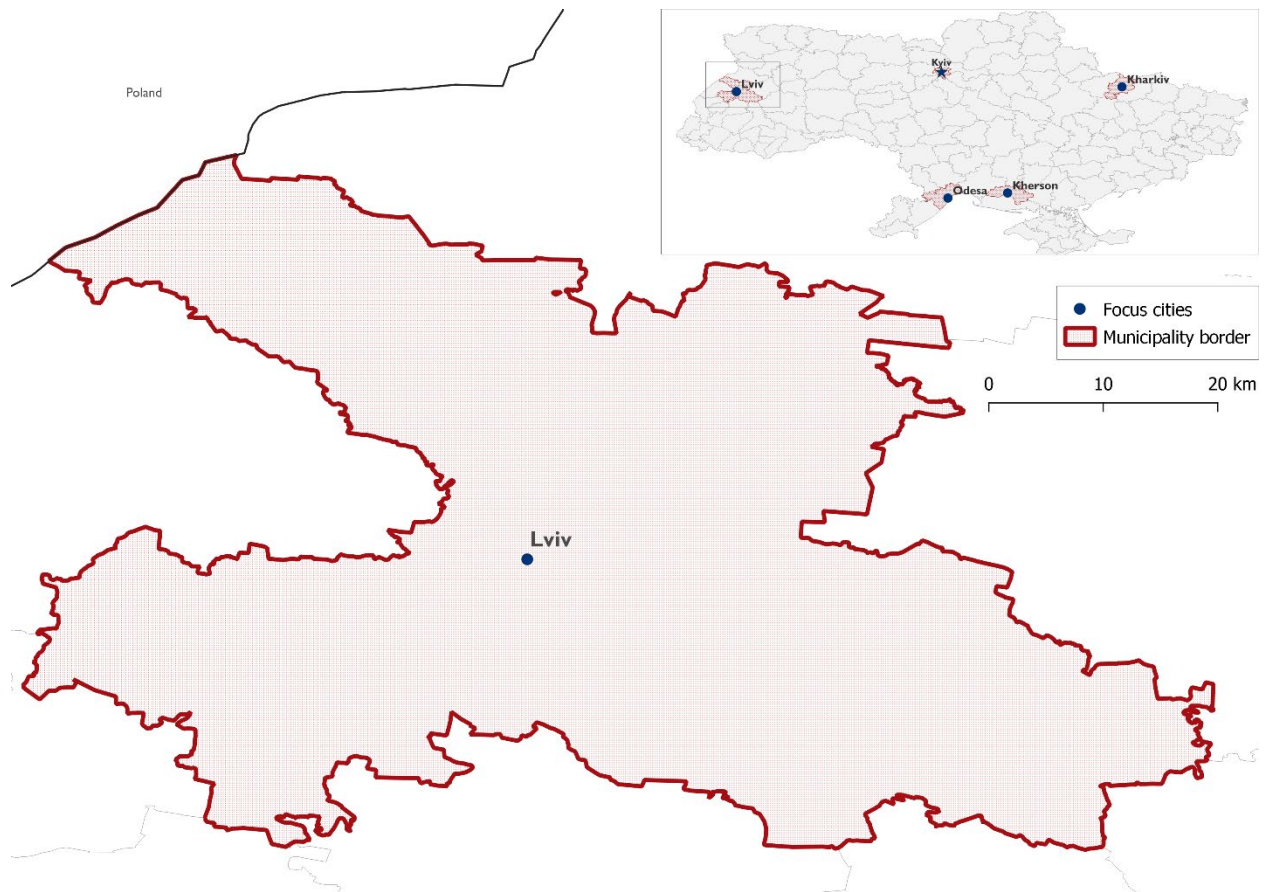 Poland
Kyiv
Lviv
Kharkiv
Odesa
Kherson
Focus cities
Municipality border
0 10 20 km
Lviv